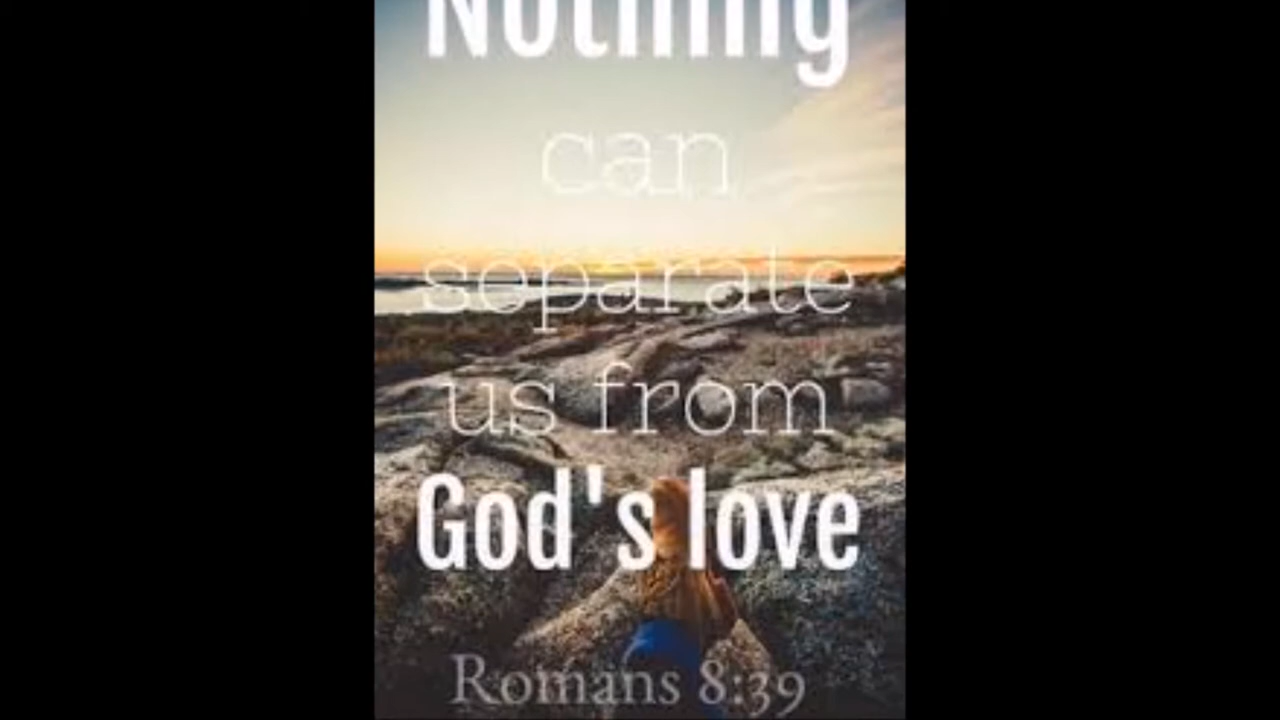 Nothing
can
separate
us from
God's love
Romans 8:39